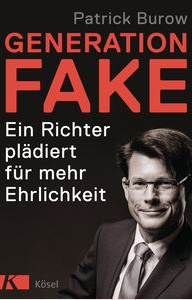 Patrick Burow
GENERATION
FAKE
Ein Richter
plädiert
für mehr
Ehrlichkeit
K Kösel